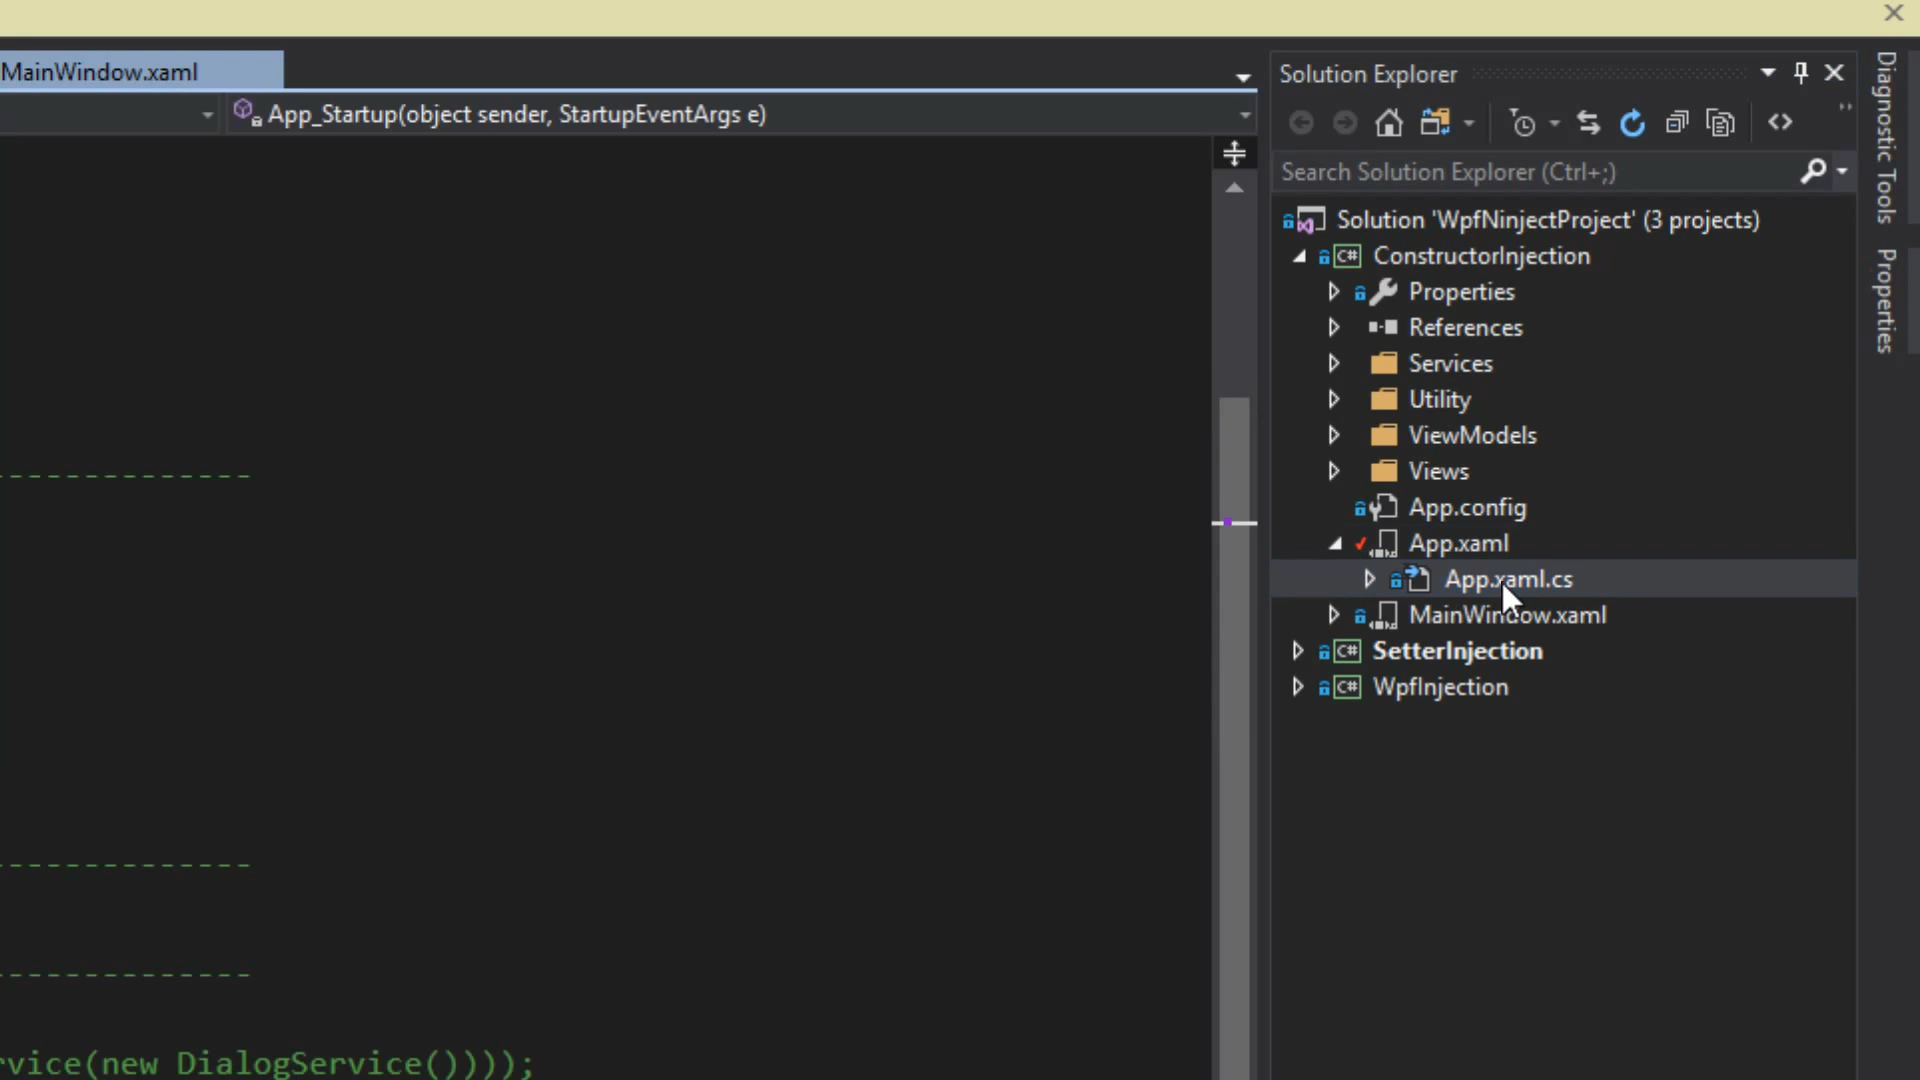 MainWindow.xaml
App_Startup(object sender, StartupEventArgs e)
-------------
-------------
-------------
rvice(new DialogService())));
Solution Explorer
Search Solution Explorer (Ctrl+;)
Solution 'WpfNinjectProject' (3 projects)
C# ConstructorInjection
Properties
References
Services
Utility
ViewModels
Views
App.config
App.xaml
App.xaml.cs
MainWindow.xaml
C# SetterInjection
C# WpfInjection
Diagnostic Tools
Properties